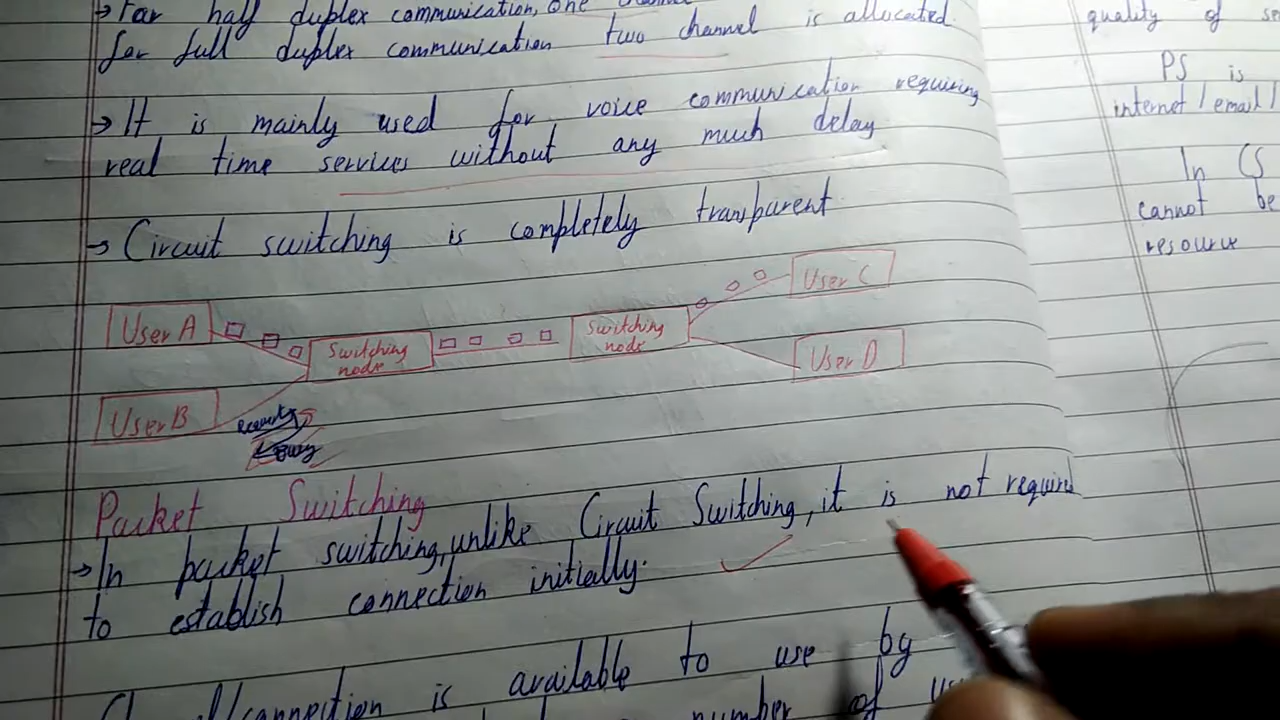 →For half duplex communication, one
for full duplex communication two channel is allocated.
→It is mainly used for voice communication requiring
real time services without any much delay
→ Circuit switching is completely transparent
User A
Switching node
Switching node
User C
User D
User B
Packet Switching
→In packet switching, unlike Circuit Switching, it is not required
to establish connection initially.
connection is available to use by
number of
quality of
PS is
internet / email /
In CS
cannot be
resource